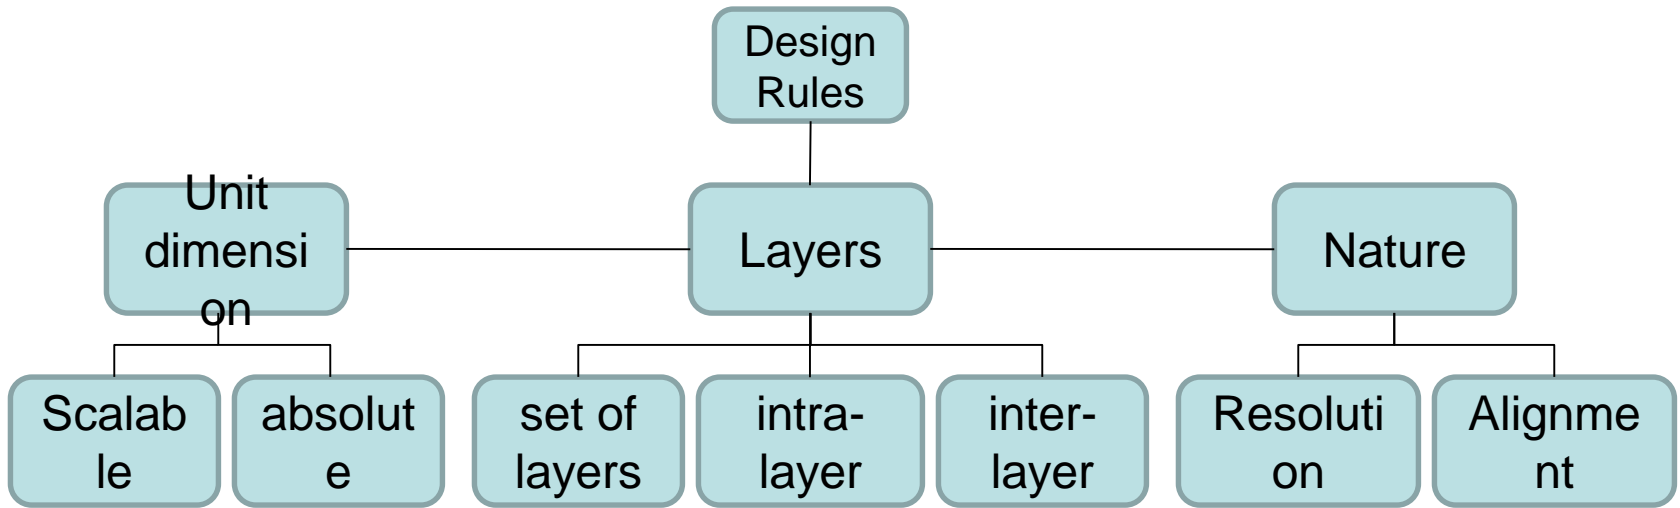 Design
Rules
Unit
dimensi
on
Layers
Nature
Scalab
le
absolut
e
set of
layers
intra-
layer
inter-
layer
Resoluti
on
Alignme
nt